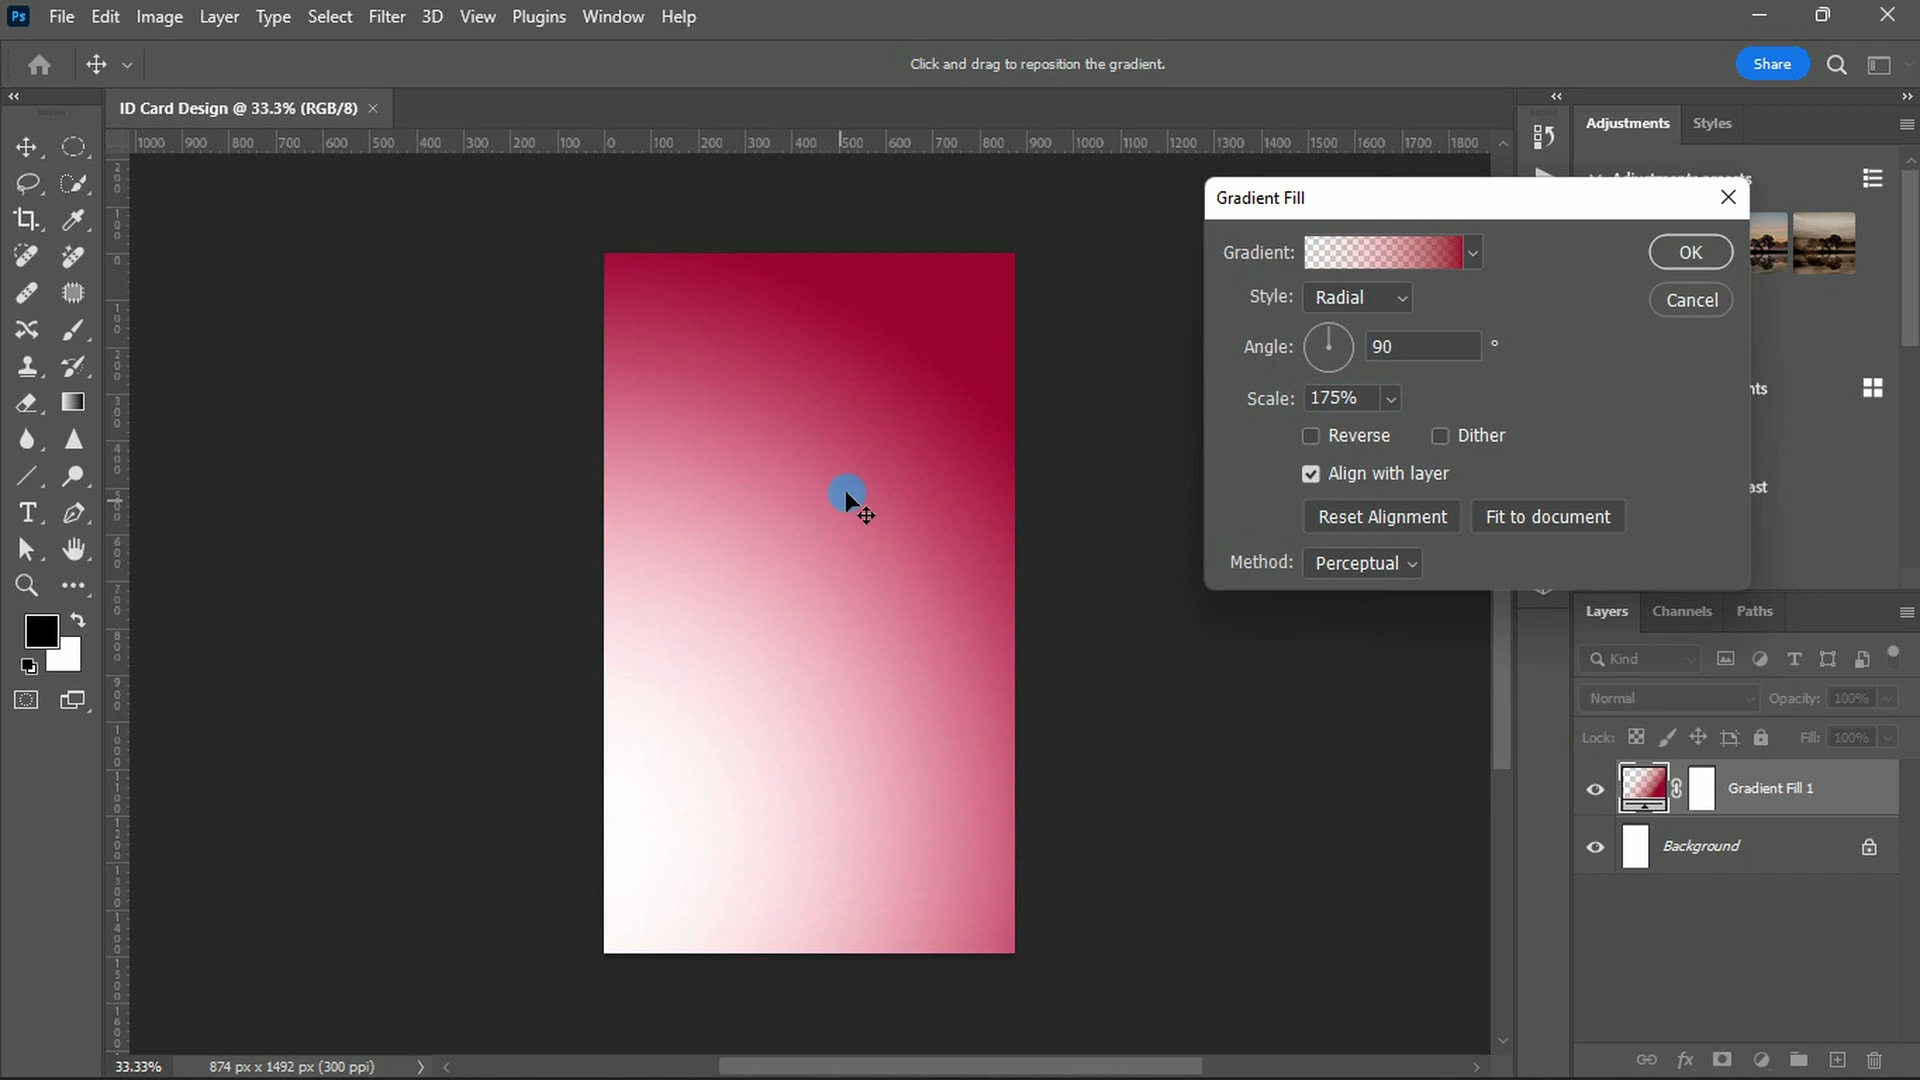 Ps File Edit Image Layer Type Select Filter 3D View Plugins Window Help
Click and drag to reposition the gradient.
Share
ID Card Design @ 33.3% (RGB/8)
Adjustments Styles
1000 900 800 700 600 500 400 300 200 100 0 100 200 300 400 500 600 700 800 900 1000 1100 1200 1300 1400 1500 1600 1700 1800
Gradient Fill
Gradient:
OK
Style: Radial
Cancel
Angle: 90 °
Scale: 175%
Reverse Dither
Align with layer
Reset Alignment Fit to document
Method: Perceptual
nts
ast
Layers Channels Paths
Kind
Normal Opacity: 100%
Lock: Fill: 100%
Gradient Fill 1
Background
33.33% 874 px x 1492 px (300 ppi)